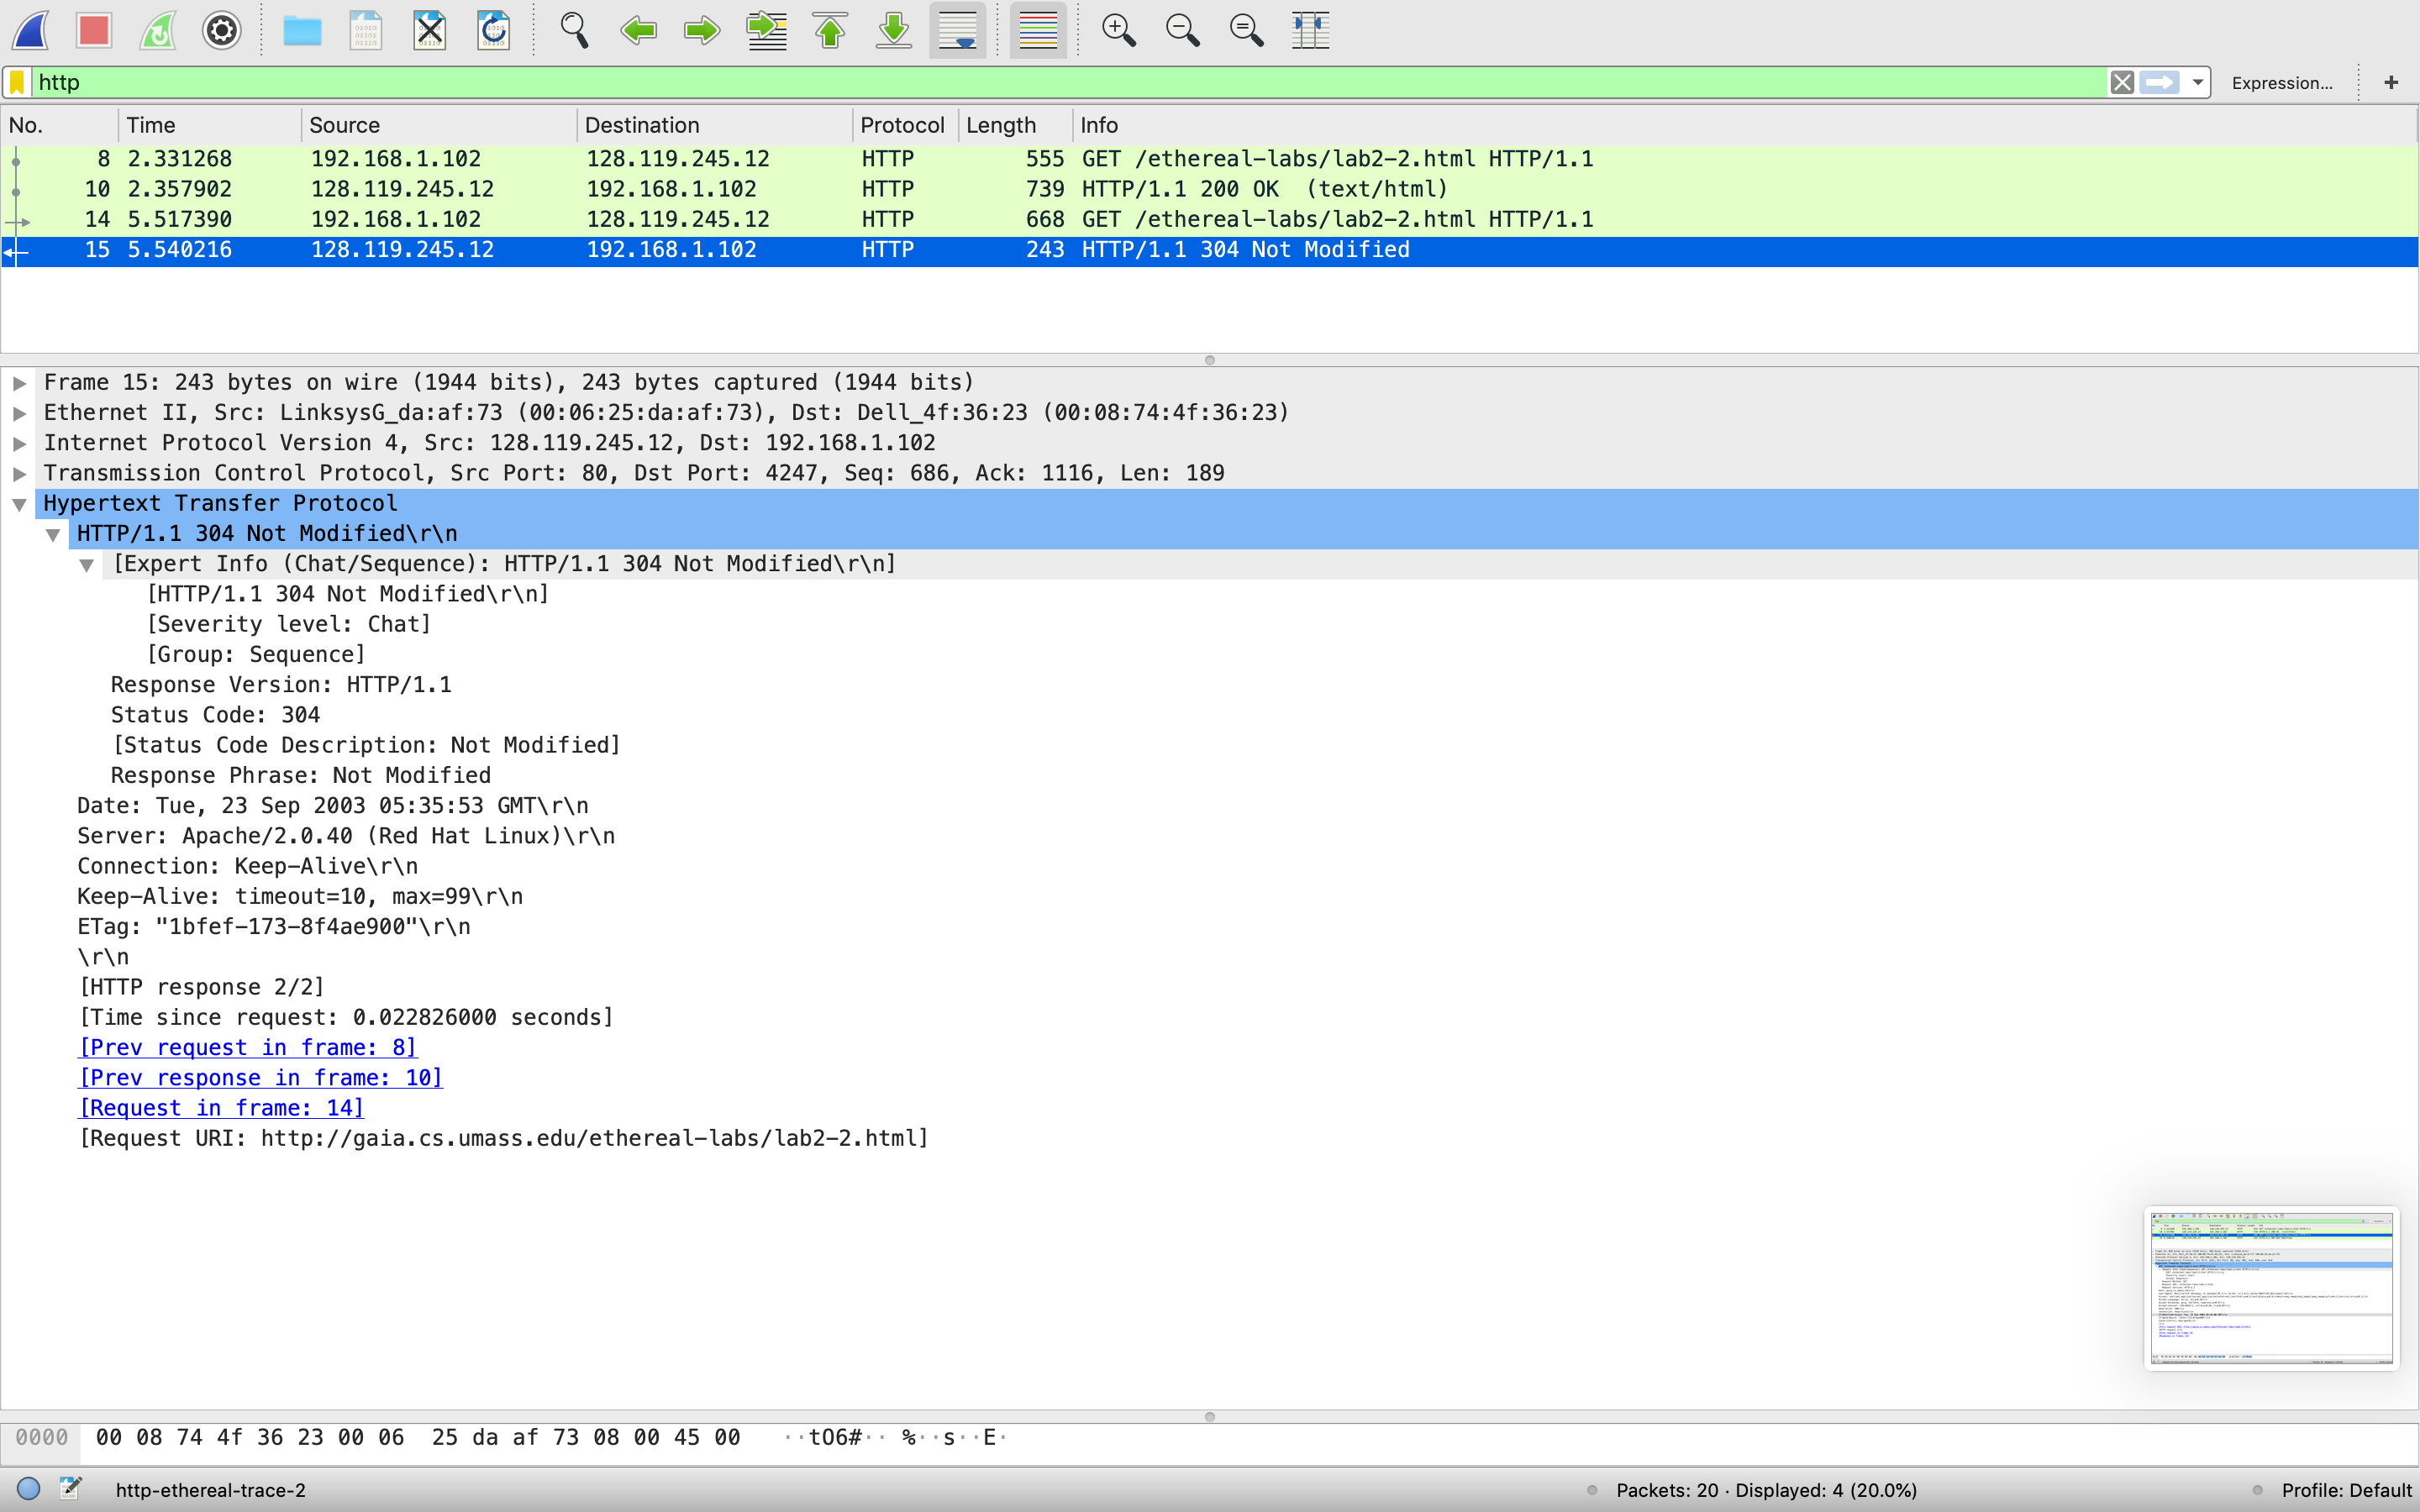 http
Expression... +
No. Time Source Destination Protocol Length Info
8 2.331268 192.168.1.102 128.119.245.12 HTTP 555 GET /ethereal-labs/lab2-2.html HTTP/1.1
10 2.357902 128.119.245.12 192.168.1.102 HTTP 739 HTTP/1.1 200 OK (text/html)
14 5.517390 192.168.1.102 128.119.245.12 HTTP 668 GET /ethereal-labs/lab2-2.html HTTP/1.1
15 5.540216 128.119.245.12 192.168.1.102 HTTP 243 HTTP/1.1 304 Not Modified
Frame 15: 243 bytes on wire (1944 bits), 243 bytes captured (1944 bits)
Ethernet II, Src: LinksysG_da:af:73 (00:06:25:da:af:73), Dst: Dell_4f:36:23 (00:08:74:4f:36:23)
Internet Protocol Version 4, Src: 128.119.245.12, Dst: 192.168.1.102
Transmission Control Protocol, Src Port: 80, Dst Port: 4247, Seq: 686, Ack: 1116, Len: 189
Hypertext Transfer Protocol
HTTP/1.1 304 Not Modified\r\n
[Expert Info (Chat/Sequence): HTTP/1.1 304 Not Modified\r\n]
[HTTP/1.1 304 Not Modified\r\n]
[Severity level: Chat]
[Group: Sequence]
Response Version: HTTP/1.1
Status Code: 304
[Status Code Description: Not Modified]
Response Phrase: Not Modified
Date: Tue, 23 Sep 2003 05:35:53 GMT\r\n
Server: Apache/2.0.40 (Red Hat Linux)\r\n
Connection: Keep-Alive\r\n
Keep-Alive: timeout=10, max=99\r\n
ETag: "1bfef-173-8f4ae900"\r\n
\r\n
[HTTP response 2/2]
[Time since request: 0.022826000 seconds]
[Prev request in frame: 8]
[Prev response in frame: 10]
[Request in frame: 14]
[Request URI: http://gaia.cs.umass.edu/ethereal-labs/lab2-2.html]
0000 00 08 74 4f 36 23 00 06 25 da af 73 08 00 45 00 ··tO6#·· %··s··E·
http-ethereal-trace-2 Packets: 20 · Displayed: 4 (20.0%) Profile: Default